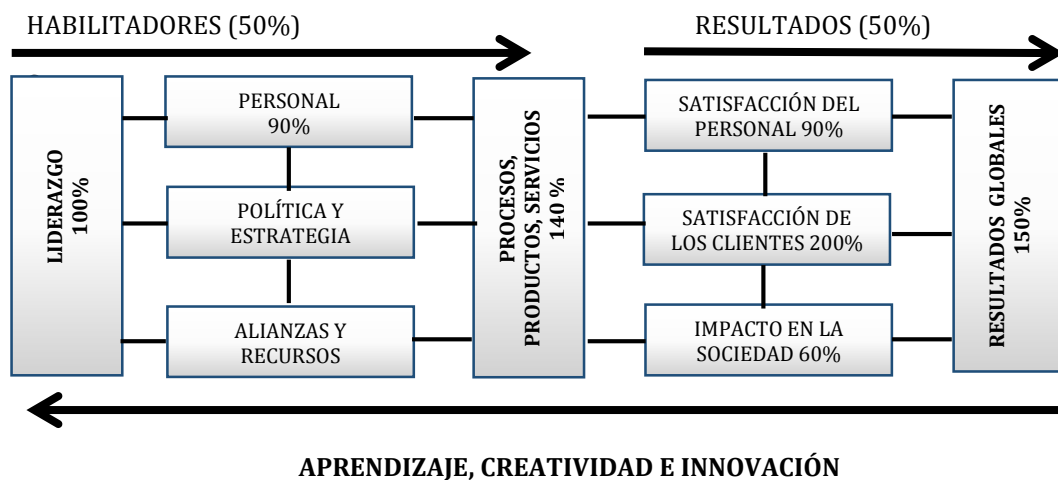 HABILITADORES (50%)
RESULTADOS (50%)
LIDERAZGO
100%
PERSONAL
90%
POLÍTICA Y
ESTRATEGIA
ALIANZAS Y
RECURSOS
PROCESOS,
PRODUCTOS, SERVICIOS
140 %
SATISFACCIÓN DEL
PERSONAL 90%
SATISFACCIÓN DE
LOS CLIENTES 200%
IMPACTO EN LA
SOCIEDAD 60%
RESULTADOS GLOBALES
150%
APRENDIZAJE, CREATIVIDAD E INNOVACIÓN